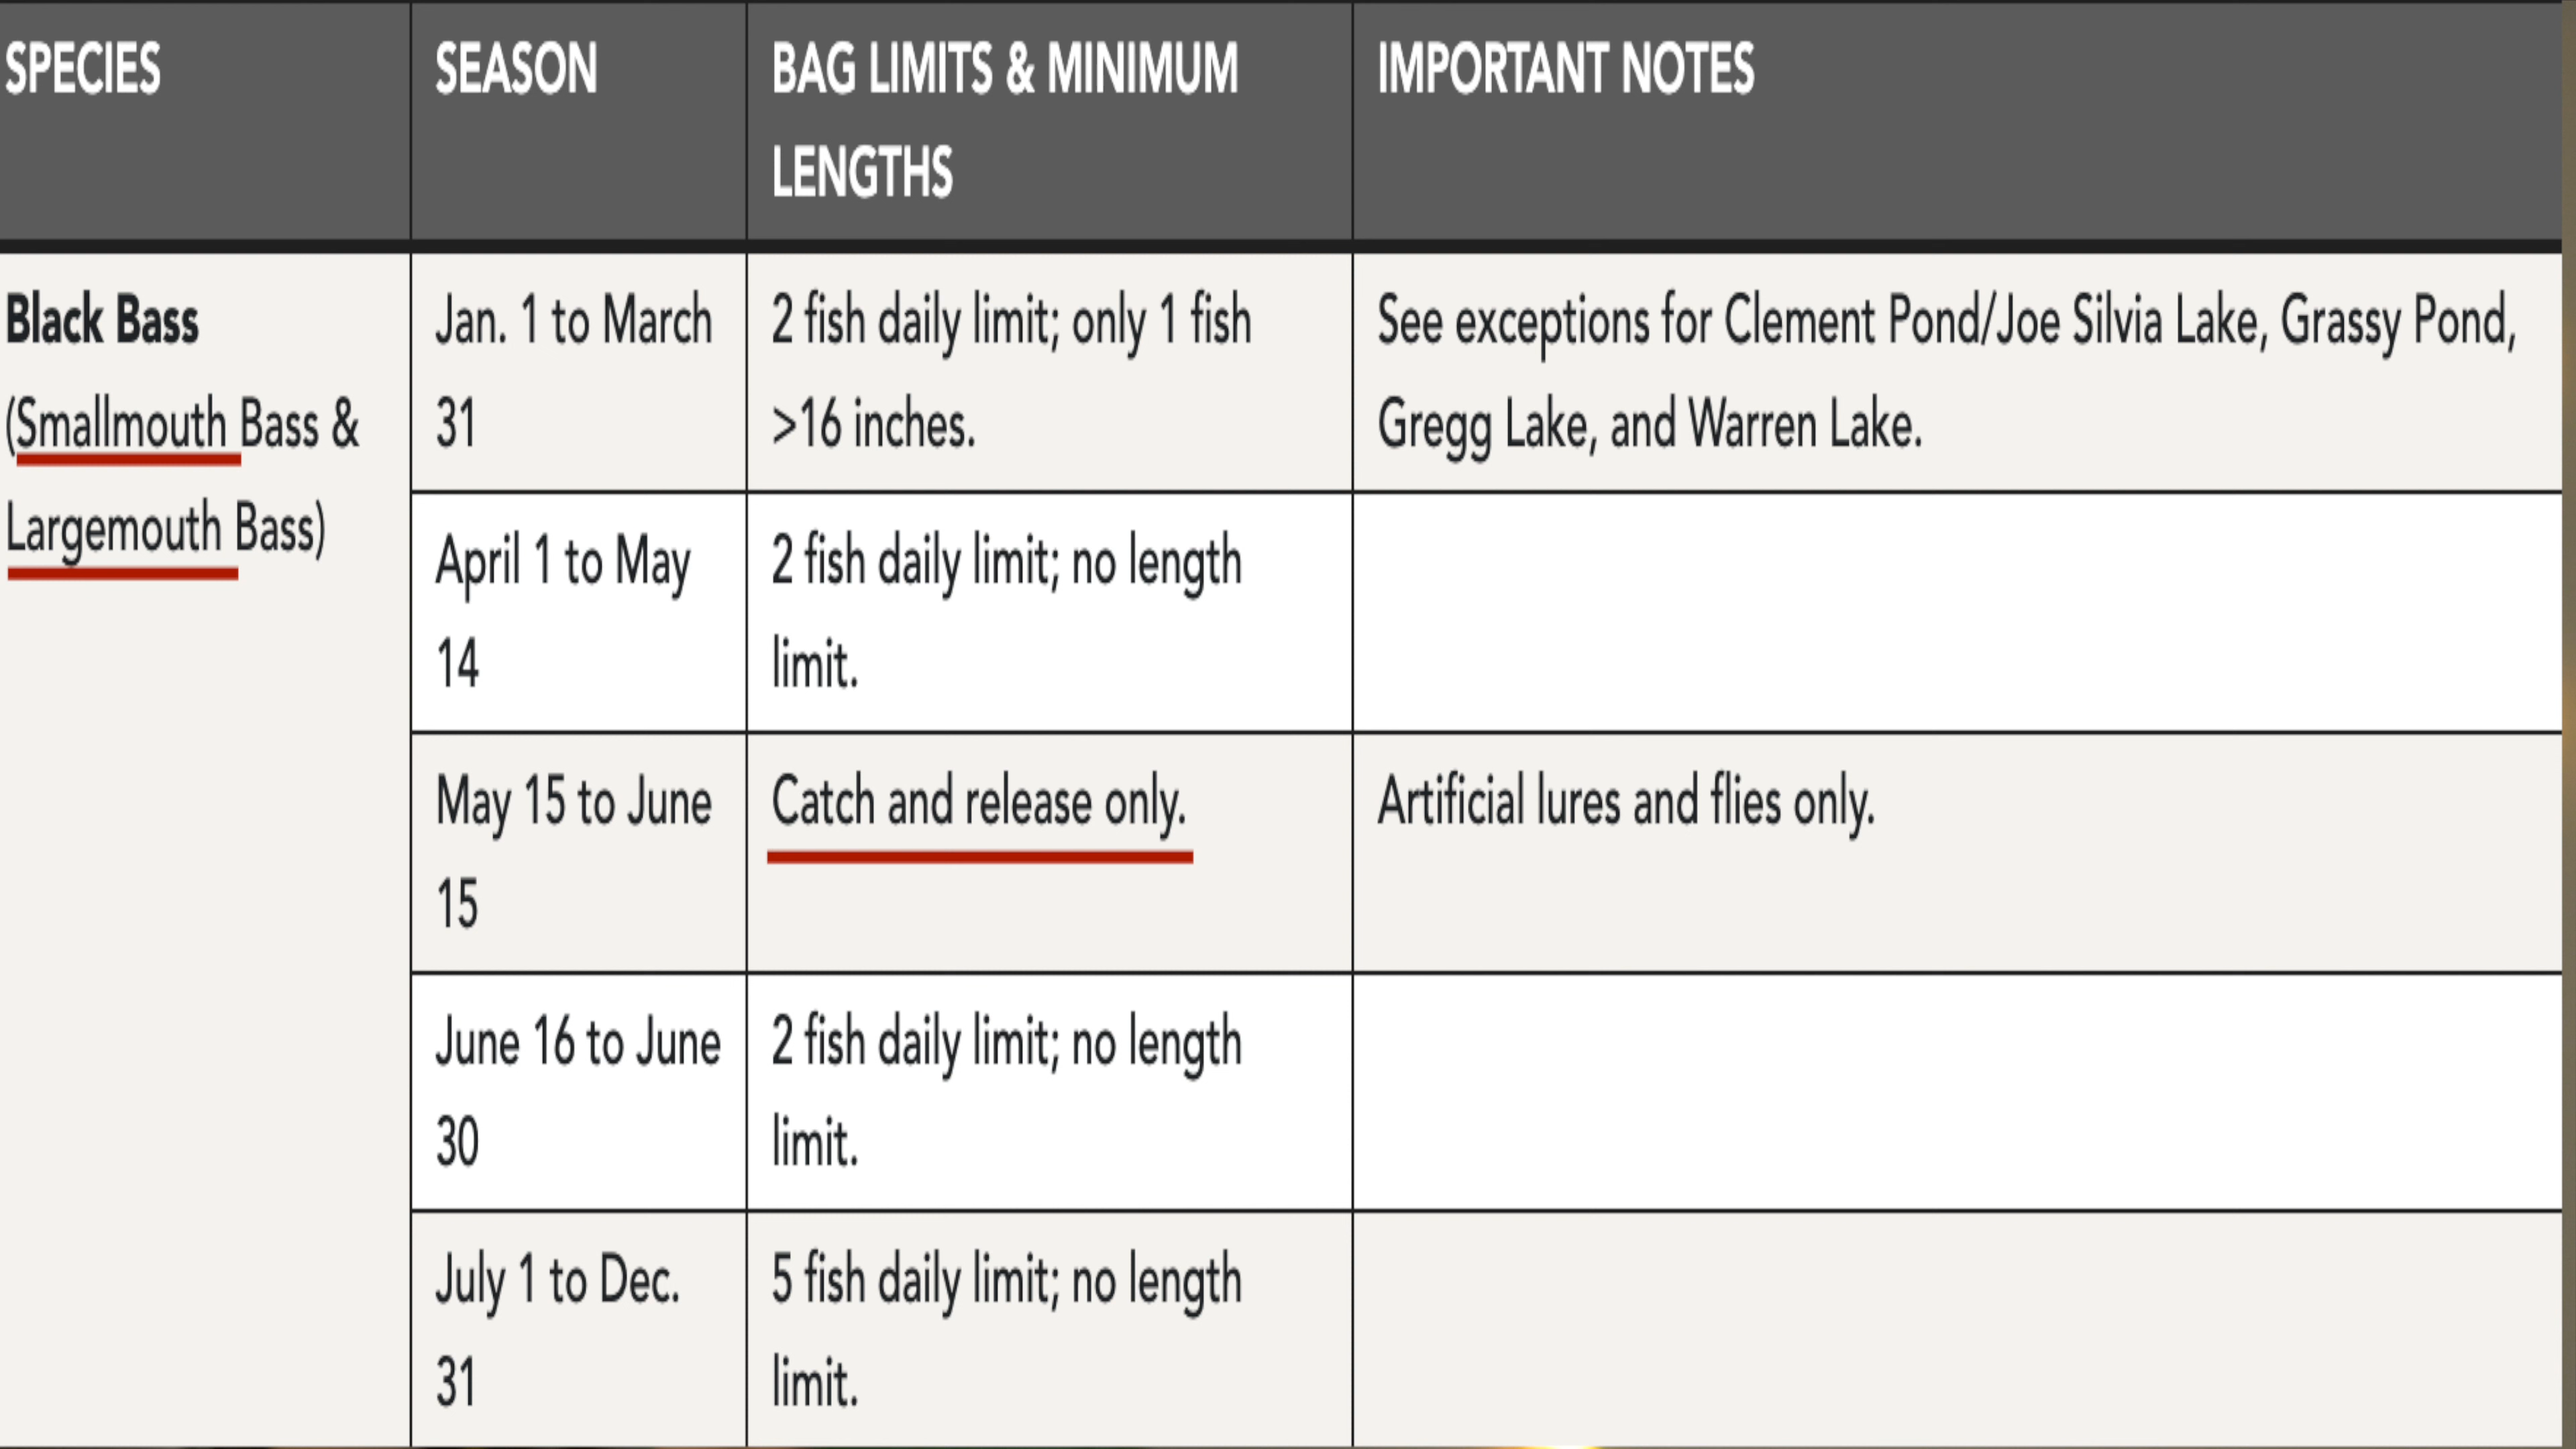 SPECIES
SEASON
BAG LIMITS & MINIMUM
LENGTHS
IMPORTANT NOTES
Black Bass
(Smallmouth Bass &
Largemouth Bass)
Jan. 1 to March
31
2 fish daily limit; only 1 fish
>16 inches.
See exceptions for Clement Pond/Joe Silvia Lake, Grassy Pond,
Gregg Lake, and Warren Lake.
April 1 to May
14
2 fish daily limit; no length
limit.
May 15 to June
15
Catch and release only.
Artificial lures and flies only.
June 16 to June
30
2 fish daily limit; no length
limit.
July 1 to Dec.
31
5 fish daily limit; no length
limit.